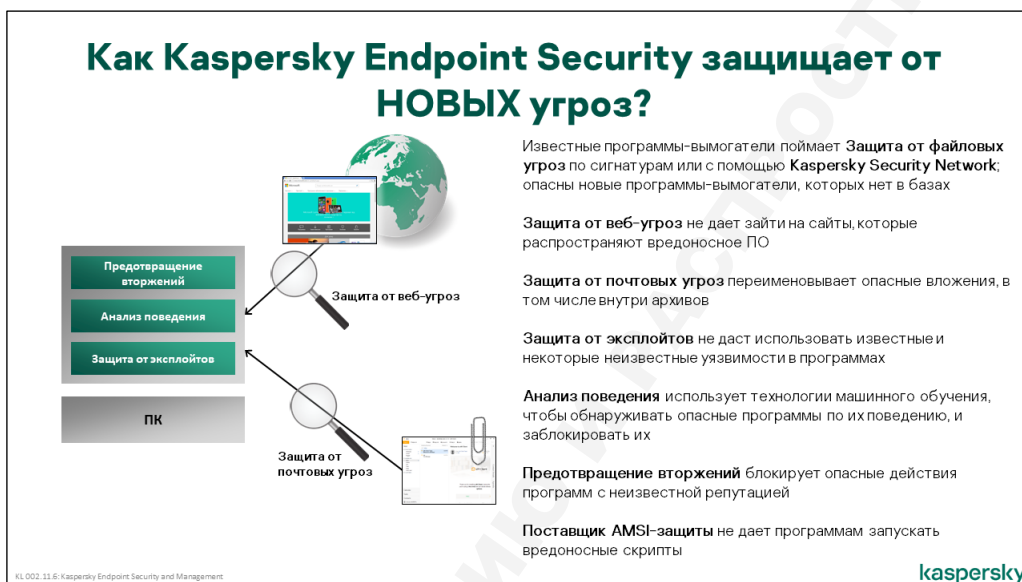 Как Kaspersky Endpoint Security защищает от
НОВЫХ угроз?
Предотвращение
вторжений
Анализ поведения
Защита от эксплойтов
ПК
Защита от веб-угроз
Защита от
почтовых угроз
Известные программы-вымогатели поймает Защита от файловых
угроз по сигнатурам или с помощью Kaspersky Security Network;
опасны новые программы-вымогатели, которых нет в базах
Защита от веб-угроз не дает зайти на сайты, которые
распространяют вредоносное ПО
Защита от почтовых угроз переименовывает опасные вложения, в
том числе внутри архивов
Защита от эксплойтов не даст использовать известные и
некоторые неизвестные уязвимости в программах
Анализ поведения использует технологии машинного обучения,
чтобы обнаруживать опасные программы по их поведению, и
заблокировать их
Предотвращение вторжений блокирует опасные действия
программ с неизвестной репутацией
Поставщик AMSI-защиты не дает программам запускать
вредоносные скрипты
KL 002.11.6: Kaspersky Endpoint Security and Management
kaspersky